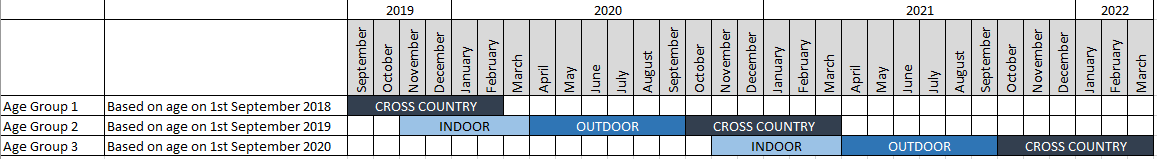 2019 2020 2021 2022
September October November December January February March April May June July August September October November December January February March April May June July August September October November December January February March
Age Group 1 Based on age on 1st September 2018 CROSS COUNTRY
Age Group 2 Based on age on 1st September 2019 INDOOR OUTDOOR CROSS COUNTRY
Age Group 3 Based on age on 1st September 2020 INDOOR OUTDOOR CROSS COUNTRY